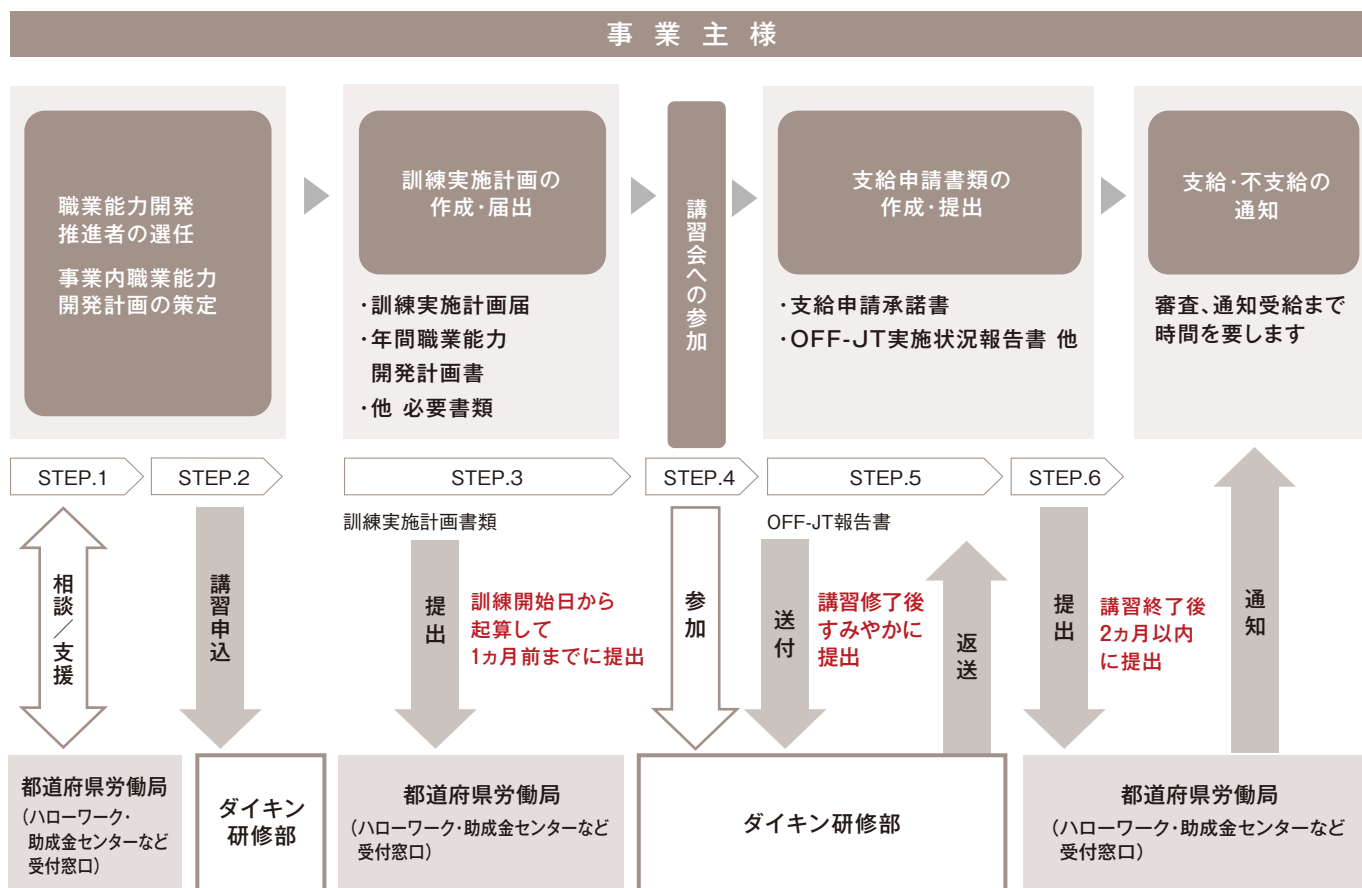 事業主様
職業能力開発
推進者の選任
事業内職業能力
開発計画の策定
訓練実施計画の
作成・届出
・訓練実施計画届
・年間職業能力
開発計画書
・他 必要書類
講習会への参加
支給申請書類の
作成・提出
・支給申請承諾書
・OFF-JT実施状況報告書 他
支給・不支給の
通知
審査、通知受給まで
時間を要します
STEP.1
STEP.2
STEP.3
STEP.4
STEP.5
STEP.6
訓練実施計画書類
OFF-JT報告書
相談／支援
講習申込
提出
訓練開始日から
起算して
1ヵ月前までに提出
参加
送付
講習修了後
すみやかに
提出
返送
提出
講習終了後
2ヵ月以内
に提出
通知
都道府県労働局
（ハローワーク・
助成金センターなど
受付窓口）
ダイキン
研修部
都道府県労働局
（ハローワーク・助成金センターなど
受付窓口）
ダイキン研修部
都道府県労働局
（ハローワーク・助成金センターなど
受付窓口）